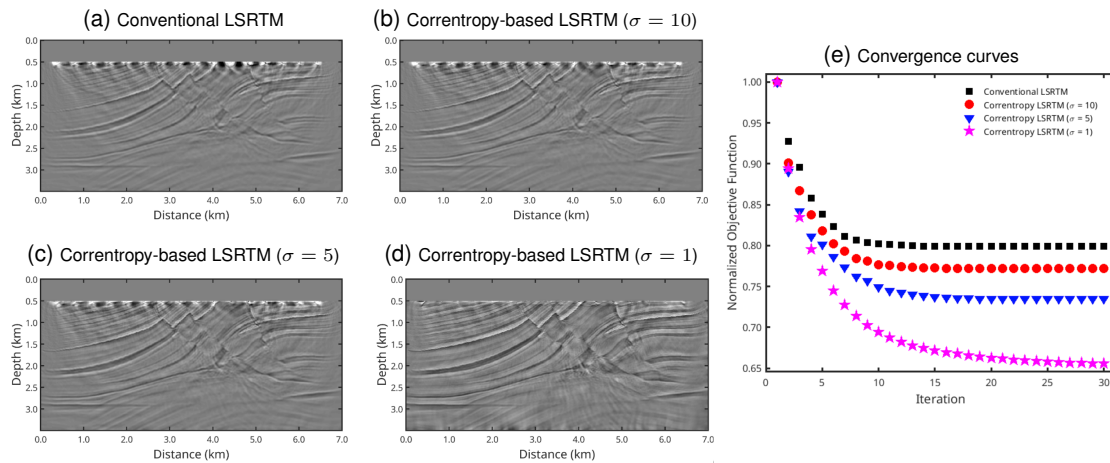 (a) Conventional LSRTM
0.0
0.5
1.0
1.5
2.0
2.5
3.0
Depth (km)
0.0 1.0 2.0 3.0 4.0 5.0 6.0 7.0
Distance (km)
(b) Correntropy-based LSRTM (σ = 10)
0.0
0.5
1.0
1.5
2.0
2.5
3.0
Depth (km)
0.0 1.0 2.0 3.0 4.0 5.0 6.0 7.0
Distance (km)
(c) Correntropy-based LSRTM (σ = 5)
0.0
0.5
1.0
1.5
2.0
2.5
3.0
Depth (km)
0.0 1.0 2.0 3.0 4.0 5.0 6.0 7.0
Distance (km)
(d) Correntropy-based LSRTM (σ = 1)
0.0
0.5
1.0
1.5
2.0
2.5
3.0
Depth (km)
0.0 1.0 2.0 3.0 4.0 5.0 6.0 7.0
Distance (km)
(e) Convergence curves
Conventional LSRTM
Correntropy LSRTM (σ = 10)
Correntropy LSRTM (σ = 5)
Correntropy LSRTM (σ = 1)
1.00
0.95
0.90
0.85
0.80
0.75
0.70
0.65
Normalized Objective Function
0 5 10 15 20 25 30
Iteration